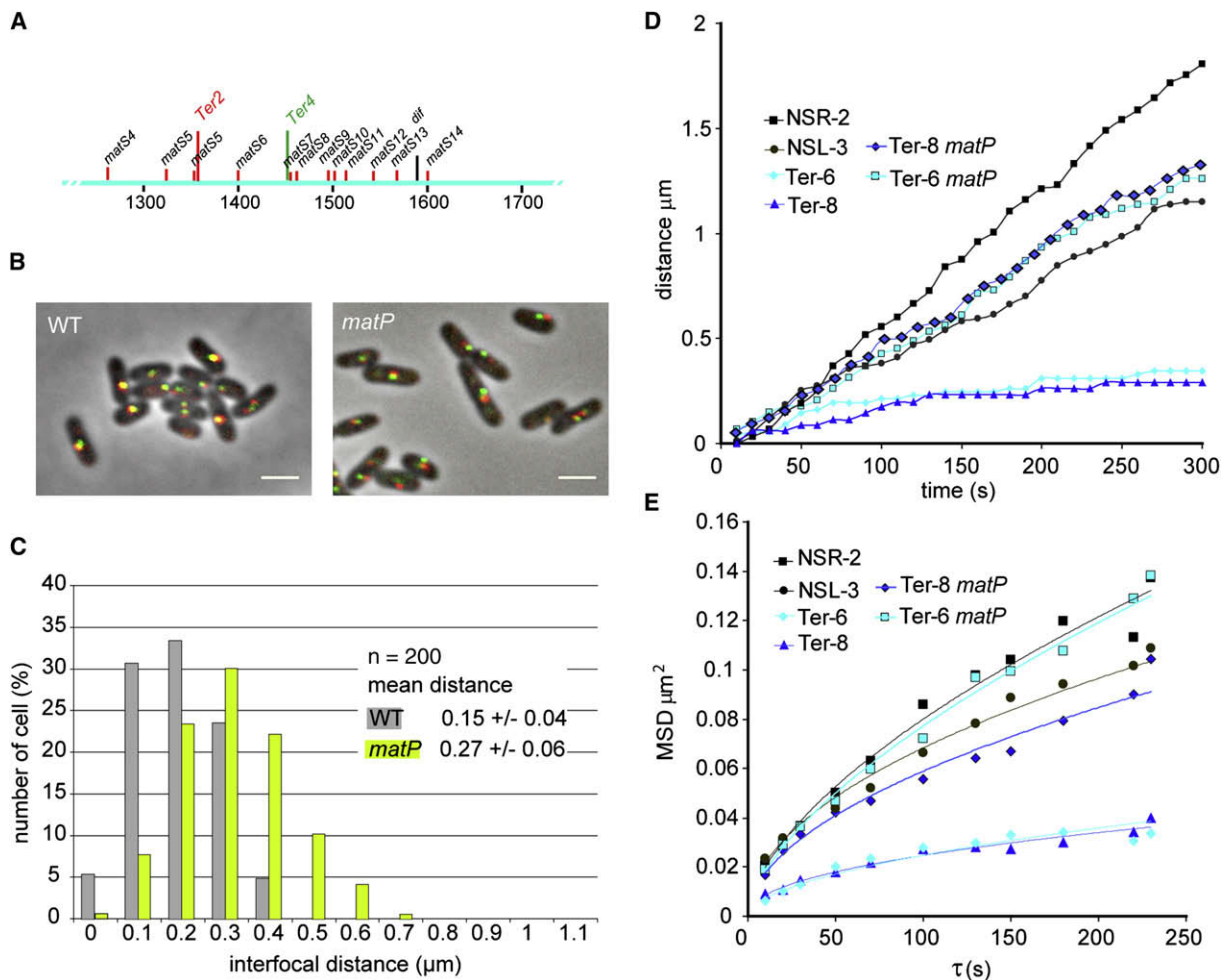 A
matS4
matS5
matS5
Ter2
matS6
Ter4
matS7
matS8
matS9
matS10
matS11
matS12
matS13
dif
matS14
1300 1400 1500 1600 1700
B
WT
matP
C
number of cell (%)
40
35
30
25
20
15
10
5
0
n = 200
mean distance
WT 0.15 +/- 0.04
matP 0.27 +/- 0.06
0 0.1 0.2 0.3 0.4 0.5 0.6 0.7 0.8 0.9 1 1.1
interfocal distance (μm)
D
distance μm
2
1.5
1
0.5
0
NSR-2
NSL-3
Ter-6
Ter-8
Ter-8 matP
Ter-6 matP
0 50 100 150 200 250 300
time (s)
E
MSD μm²
0.16
0.14
0.12
0.1
0.08
0.06
0.04
0.02
0
NSR-2
NSL-3
Ter-6
Ter-8
Ter-8 matP
Ter-6 matP
0 50 100 150 200 250
τ(s)